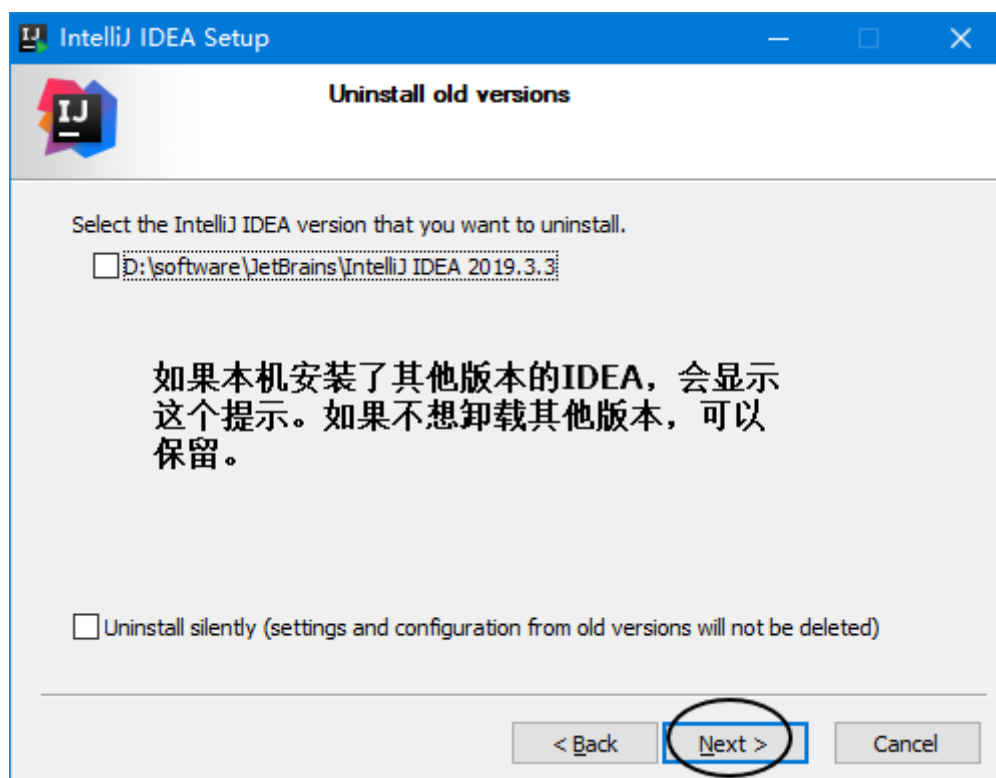 IntelliJ IDEA Setup
IJ
Uninstall old versions
Select the IntelliJ IDEA version that you want to uninstall.
D:\software\JetBrains\IntelliJ IDEA 2019.3.3
如果本机安装了其他版本的IDEA，会显示
这个提示。如果不想卸载其他版本，可以
保留。
Uninstall silently (settings and configuration from old versions will not be deleted)
< Back Next > Cancel